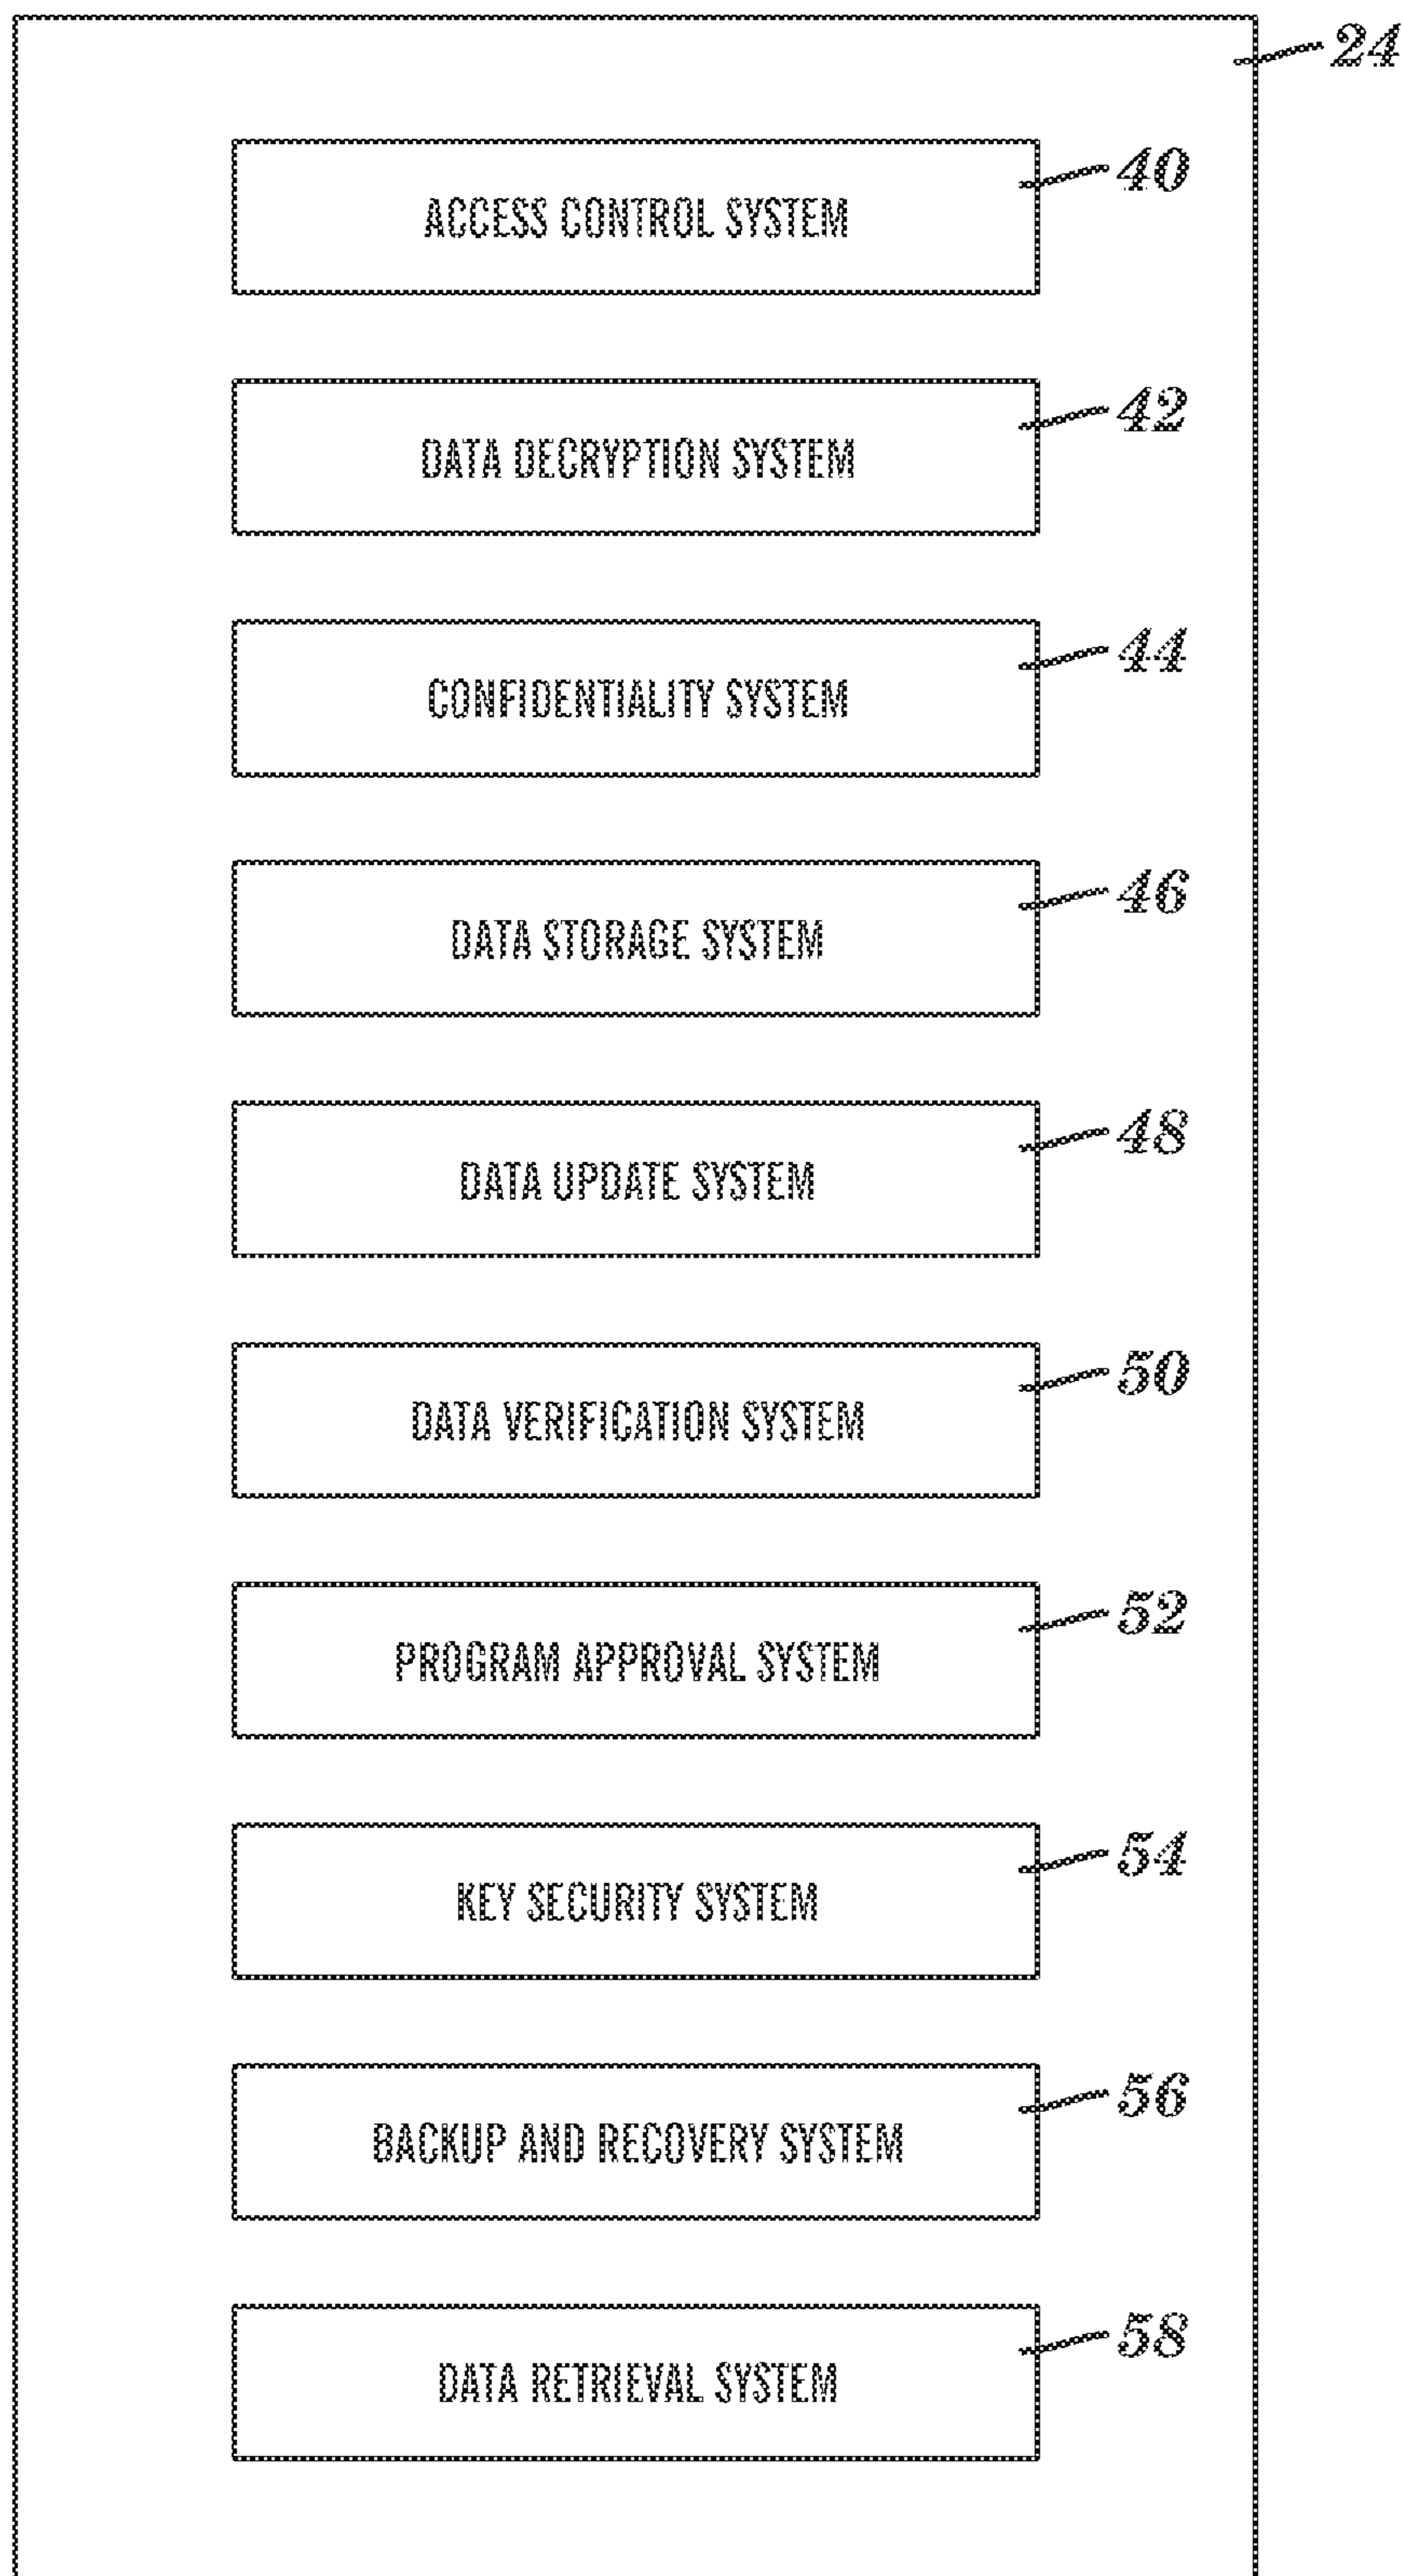 24
40
ACCESS CONTROL SYSTEM
42
DATA DECRYPTION SYSTEM
44
CONFIDENTIALITY SYSTEM
46
DATA STORAGE SYSTEM
48
DATA UPDATE SYSTEM
50
DATA VERIFICATION SYSTEM
52
PROGRAM APPROVAL SYSTEM
54
KEY SECURITY SYSTEM
56
BACKUP AND RECOVERY SYSTEM
58
DATA RETRIEVAL SYSTEM